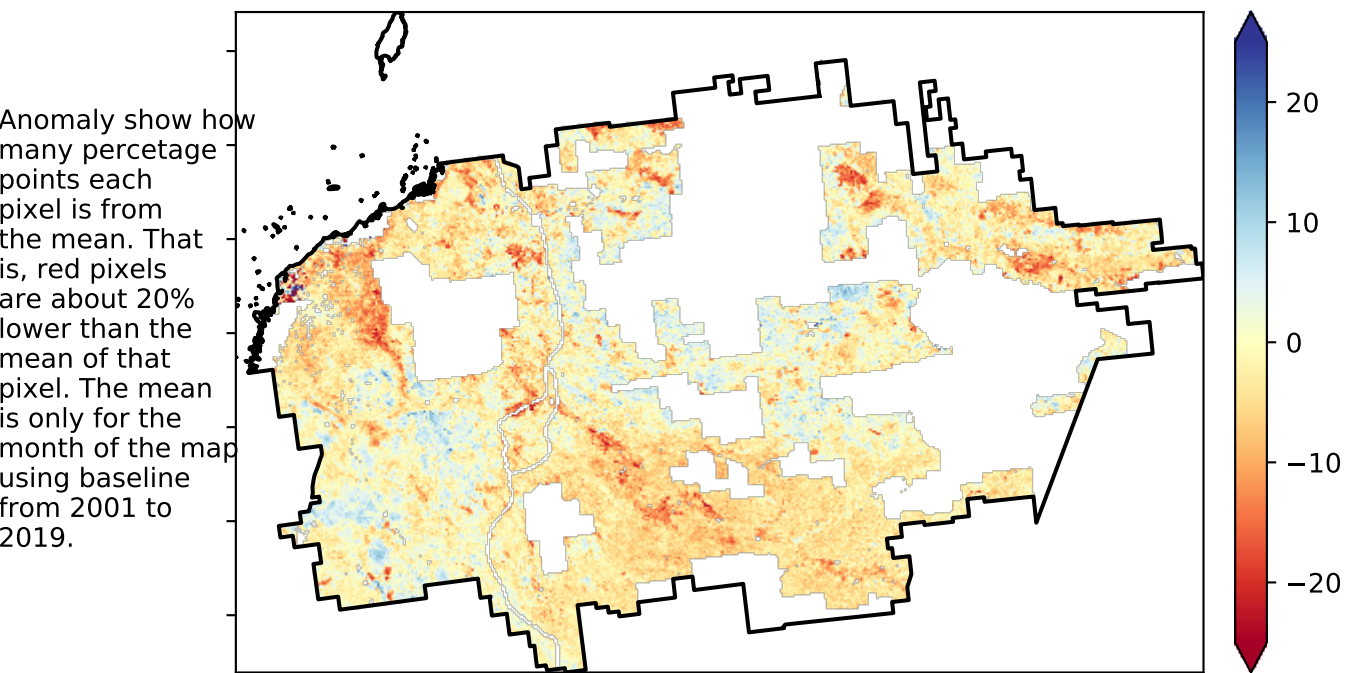 Anomaly show how
many percetage
points each
pixel is from
the mean. That
is, red pixels
are about 20%
lower than the
mean of that
pixel. The mean
is only for the
month of the map
using baseline
from 2001 to
2019.
20
10
0
−10
−20